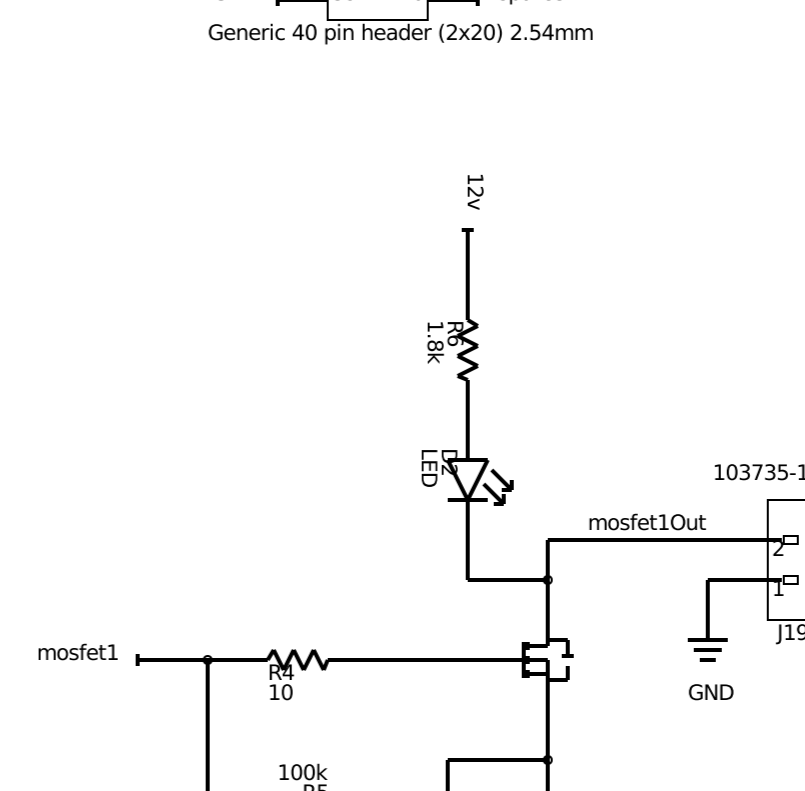 Generic 40 pin header (2x20) 2.54mm
12v
R6
1.8k
D2
LED
103735-1
mosfet1Out
2
1
J19
mosfet1
R4
10
GND
100k
R5